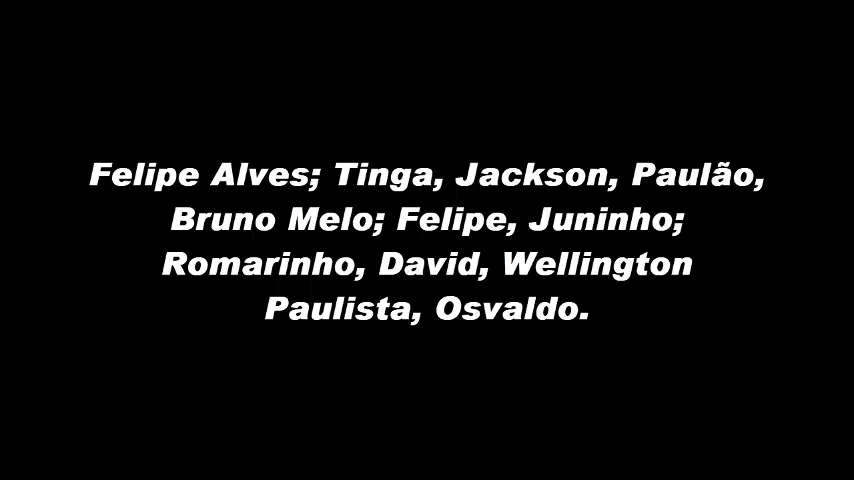 Felipe Alves; Tinga, Jackson, Paulão,
Bruno Melo; Felipe, Juninho;
Romarinho, David, Wellington
Paulista, Osvaldo.